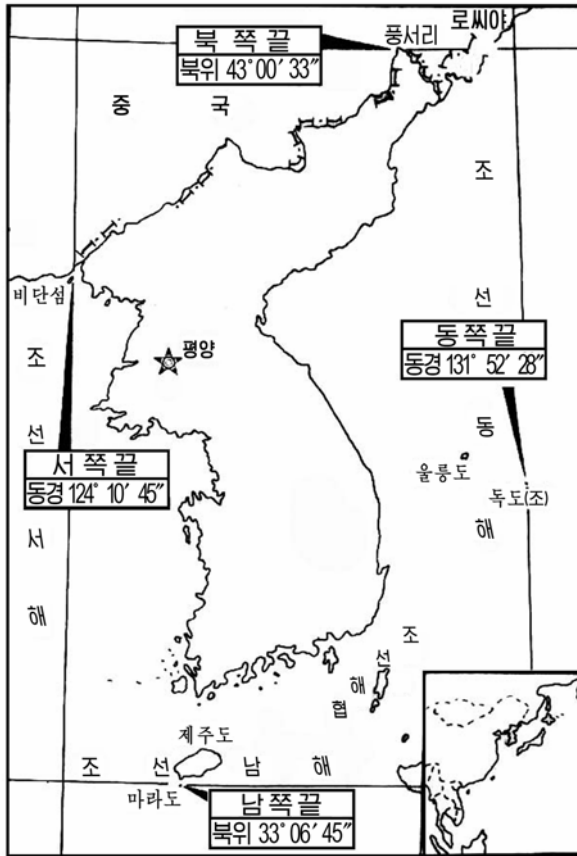 북 쪽 끝
북위 43° 00′ 33″
풍서리
로씨야
중 국
비단섬
평양
조 선 동 해
동 쪽 끝
동경 131° 52′ 28″
조 선 서 해
서 쪽 끝
동경 124° 10′ 45″
울릉도
독도(조)
조 선 해 협
제주도
조 선 남 해
마라도
남 쪽 끝
북위 33° 06′ 45″